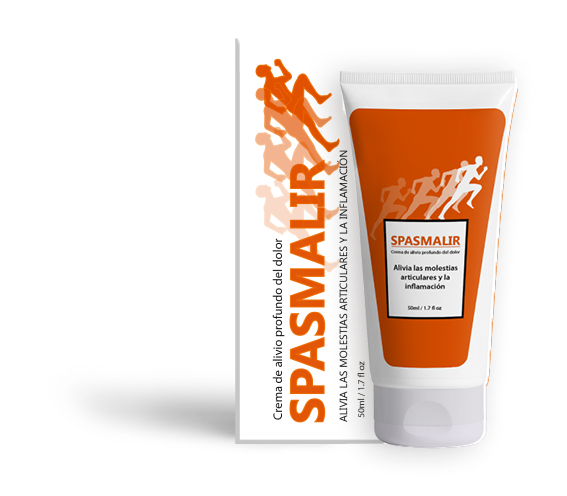 Crema de alivio profundo del dolor
SPASMALIR
ALIVIA LAS MOLESTIAS ARTICULARES Y LA INFLAMACIÓN
50ml / 1.7 fl oz
SPASMALIR
Crema de alivio profundo del dolor
Alivia las molestias
articulares y la
inflamación
50ml / 1.7 fl oz